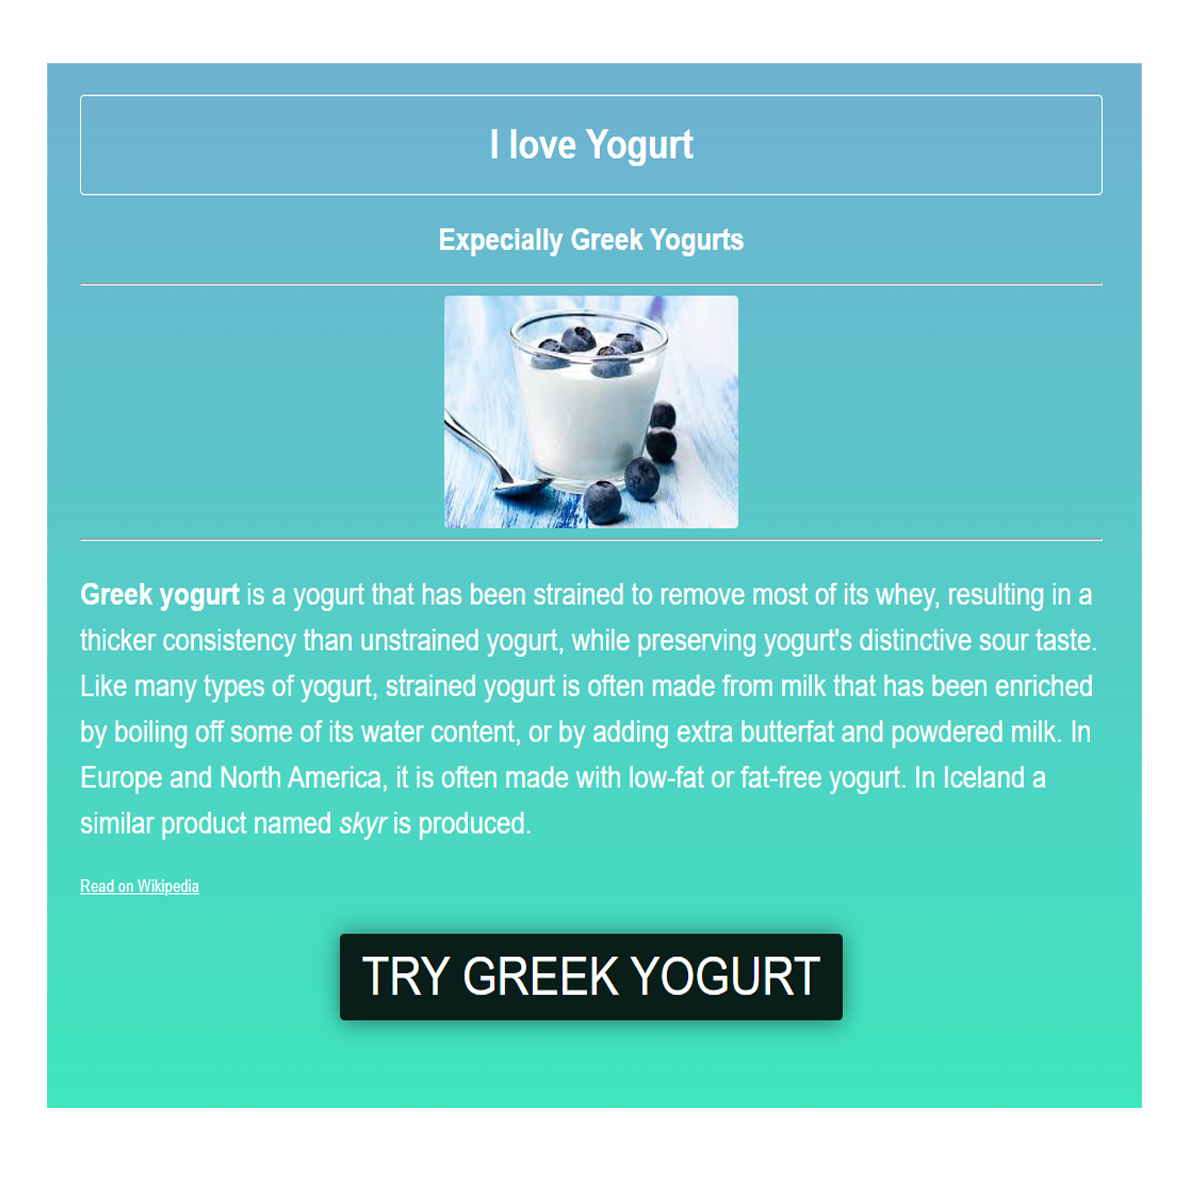 I love Yogurt
Expecially Greek Yogurts
Greek yogurt is a yogurt that has been strained to remove most of its whey, resulting in a
thicker consistency than unstrained yogurt, while preserving yogurt's distinctive sour taste.
Like many types of yogurt, strained yogurt is often made from milk that has been enriched
by boiling off some of its water content, or by adding extra butterfat and powdered milk. In
Europe and North America, it is often made with low-fat or fat-free yogurt. In Iceland a
similar product named skyr is produced.
Read on Wikipedia
TRY GREEK YOGURT